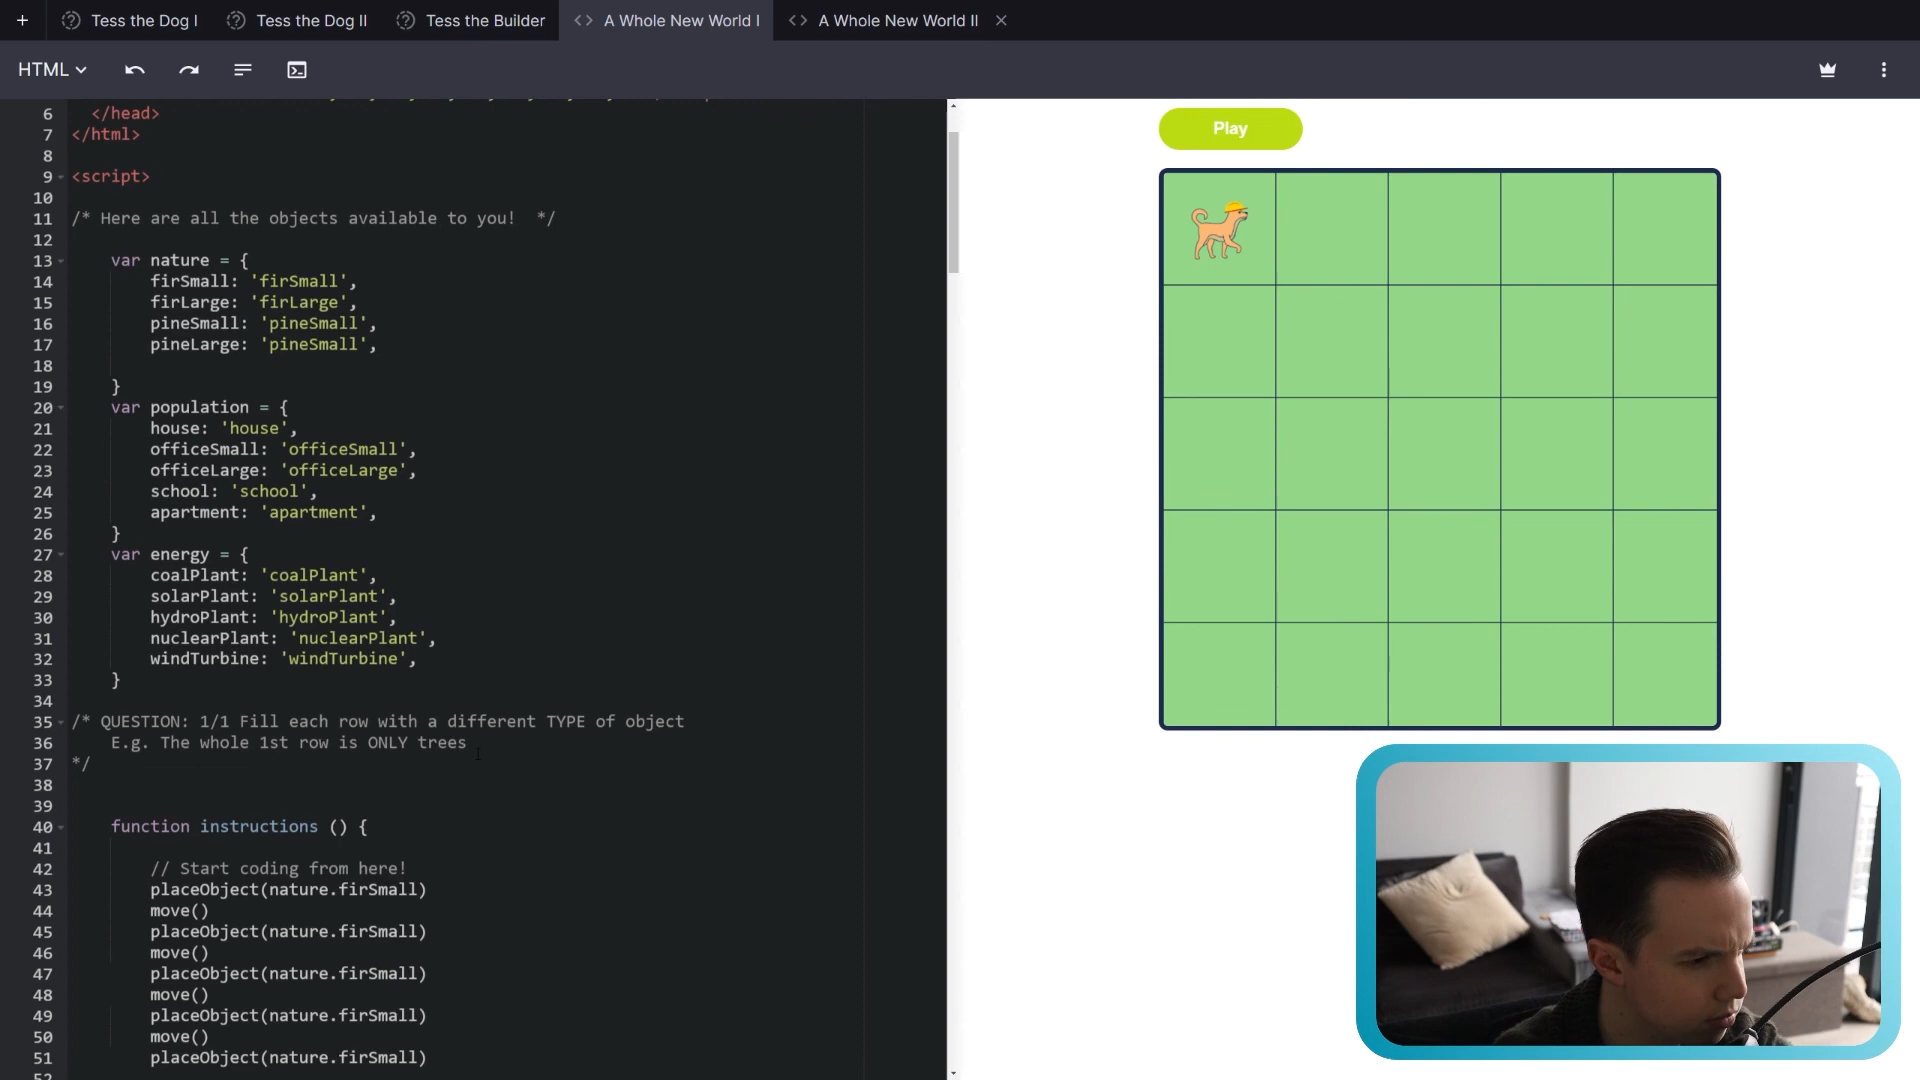 + Tess the Dog I Tess the Dog II Tess the Builder <> A Whole New World I <> A Whole New World II ×
HTML
6 </head>
7 </html>
8
9 <script>
10
11 /* Here are all the objects available to you!  */
12
13 var nature = {
14 firSmall: 'firSmall',
15 firLarge: 'firLarge',
16 pineSmall: 'pineSmall',
17 pineLarge: 'pineSmall',
18
19 }
20 var population = {
21 house: 'house',
22 officeSmall: 'officeSmall',
23 officeLarge: 'officeLarge',
24 school: 'school',
25 apartment: 'apartment',
26 }
27 var energy = {
28 coalPlant: 'coalPlant',
29 solarPlant: 'solarPlant',
30 hydroPlant: 'hydroPlant',
31 nuclearPlant: 'nuclearPlant',
32 windTurbine: 'windTurbine',
33 }
34
35 /* QUESTION: 1/1 Fill each row with a different TYPE of object
36 E.g. The whole 1st row is ONLY trees
37 */
38
39
40 function instructions () {
41
42 // Start coding from here!
43 placeObject(nature.firSmall)
44 move()
45 placeObject(nature.firSmall)
46 move()
47 placeObject(nature.firSmall)
48 move()
49 placeObject(nature.firSmall)
50 move()
51 placeObject(nature.firSmall)
52
Play